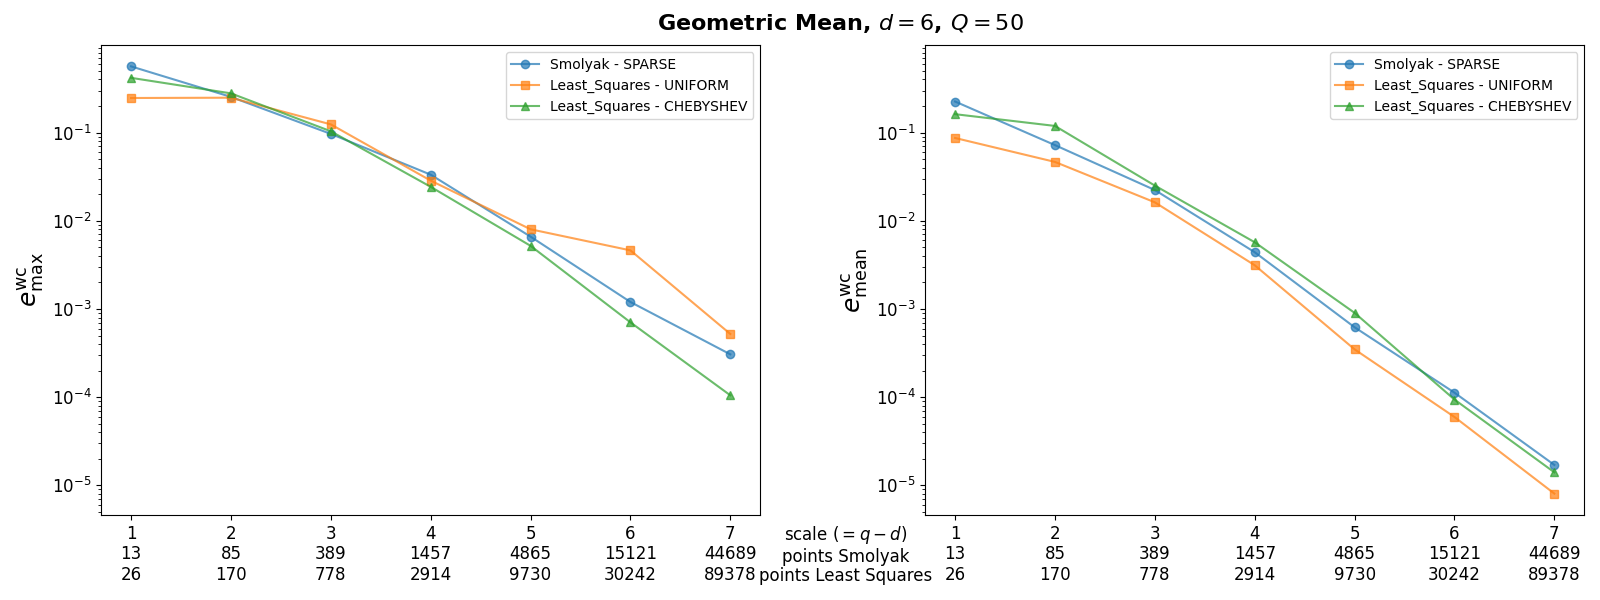 Geometric Mean, d = 6, Q = 50
Smolyak - SPARSE
Least_Squares - UNIFORM
Least_Squares - CHEBYSHEV
10^{-1}
10^{-2}
10^{-3}
10^{-4}
10^{-5}
e^{wc}_{max}
1 2 3 4 5 6 7
13 85 389 1457 4865 15121 44689
26 170 778 2914 9730 30242 89378
scale (= q − d)
points Smolyak
points Least Squares
Smolyak - SPARSE
Least_Squares - UNIFORM
Least_Squares - CHEBYSHEV
10^{-1}
10^{-2}
10^{-3}
10^{-4}
10^{-5}
e^{wc}_{mean}
1 2 3 4 5 6 7
13 85 389 1457 4865 15121 44689
26 170 778 2914 9730 30242 89378